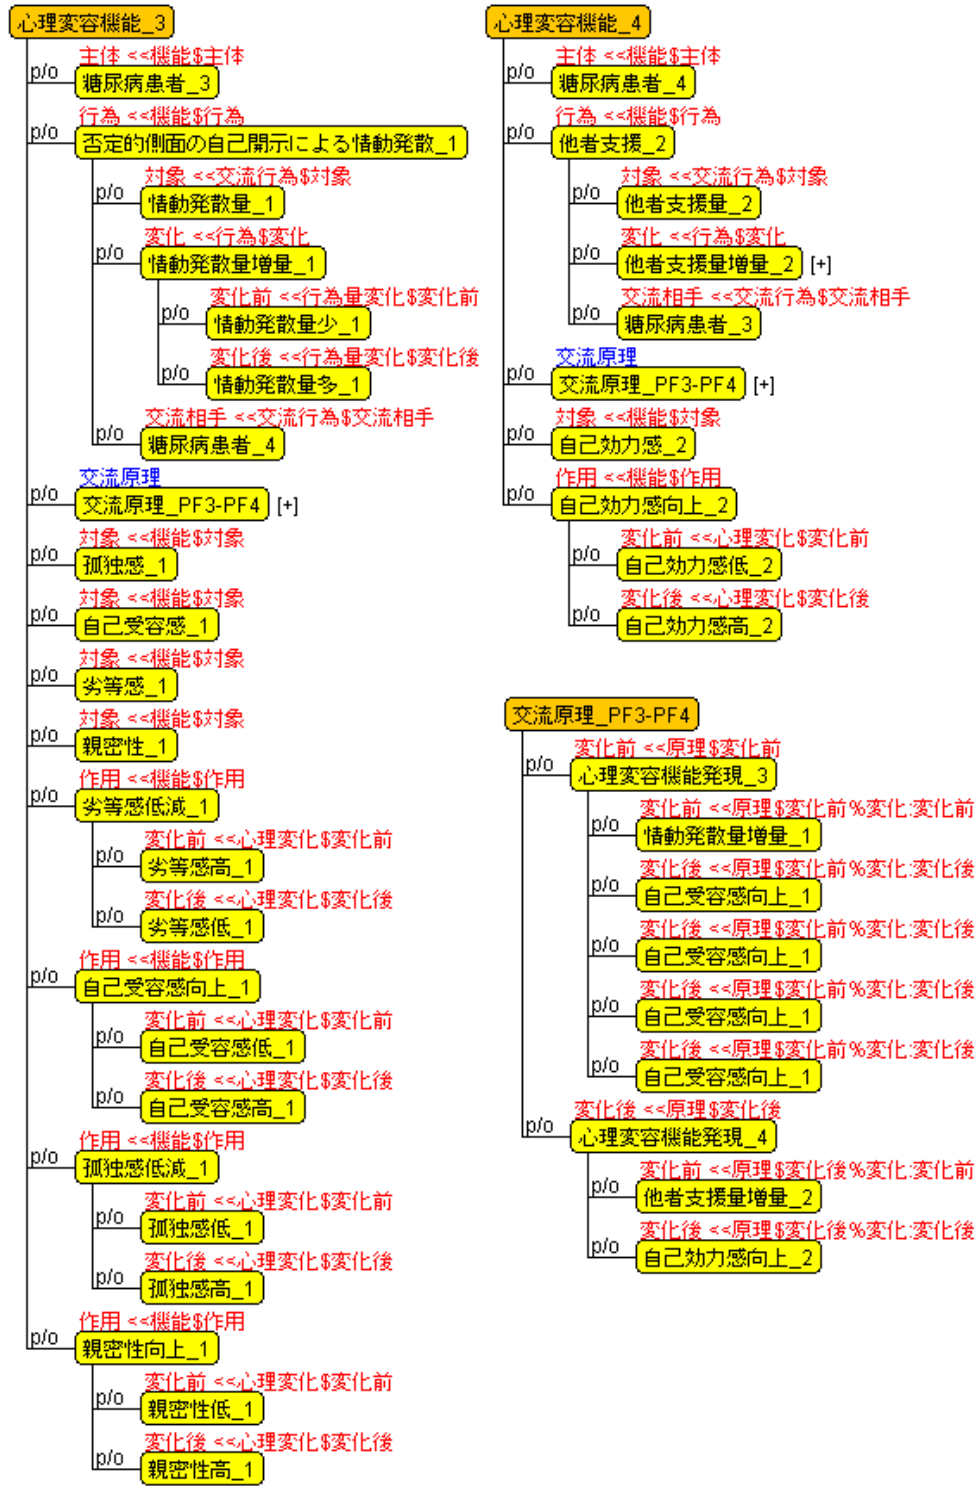 心理変容機能_3
主体 <<機能$主体
p/o
糖尿病患者_3
行為 <<機能$行為
p/o
否定的側面の自己開示による情動発散_1
対象 <<交流行為$対象
p/o
情動発散量_1
変化 <<行為$変化
p/o
情動発散量増量_1
変化前 <<行為量変化$変化前
p/o
情動発散量少_1
変化後 <<行為量変化$変化後
p/o
情動発散量多_1
交流相手 <<交流行為$交流相手
p/o
糖尿病患者_4
交流原理
p/o
交流原理_PF3-PF4 [+]
対象 <<機能$対象
p/o
孤独感_1
対象 <<機能$対象
p/o
自己受容感_1
対象 <<機能$対象
p/o
劣等感_1
対象 <<機能$対象
p/o
親密性_1
作用 <<機能$作用
p/o
劣等感低減_1
変化前 <<心理変化$変化前
p/o
劣等感高_1
変化後 <<心理変化$変化後
p/o
劣等感低_1
作用 <<機能$作用
p/o
自己受容感向上_1
変化前 <<心理変化$変化前
p/o
自己受容感低_1
変化後 <<心理変化$変化後
p/o
自己受容感高_1
作用 <<機能$作用
p/o
孤独感低減_1
変化前 <<心理変化$変化前
p/o
孤独感低_1
変化後 <<心理変化$変化後
p/o
孤独感高_1
作用 <<機能$作用
p/o
親密性向上_1
変化前 <<心理変化$変化前
p/o
親密性低_1
変化後 <<心理変化$変化後
p/o
親密性高_1
心理変容機能_4
主体 <<機能$主体
p/o
糖尿病患者_4
行為 <<機能$行為
p/o
他者支援_2
対象 <<交流行為$対象
p/o
他者支援量_2
変化 <<行為$変化
p/o
他者支援量増量_2 [+]
交流相手 <<交流行為$交流相手
p/o
糖尿病患者_3
交流原理
p/o
交流原理_PF3-PF4 [+]
対象 <<機能$対象
p/o
自己効力感_2
作用 <<機能$作用
p/o
自己効力感向上_2
変化前 <<心理変化$変化前
p/o
自己効力感低_2
変化後 <<心理変化$変化後
p/o
自己効力感高_2
交流原理_PF3-PF4
変化前 <<原理$変化前
p/o
心理変容機能発現_3
変化前 <<原理$変化前%変化:変化前
p/o
情動発散量増量_1
変化後 <<原理$変化前%変化:変化後
p/o
自己受容感向上_1
変化後 <<原理$変化前%変化:変化後
p/o
自己受容感向上_1
変化後 <<原理$変化前%変化:変化後
p/o
自己受容感向上_1
変化後 <<原理$変化前%変化:変化後
p/o
自己受容感向上_1
変化後 <<原理$変化後
p/o
心理変容機能発現_4
変化前 <<原理$変化後%変化:変化前
p/o
他者支援量増量_2
変化後 <<原理$変化後%変化:変化後
p/o
自己効力感向上_2